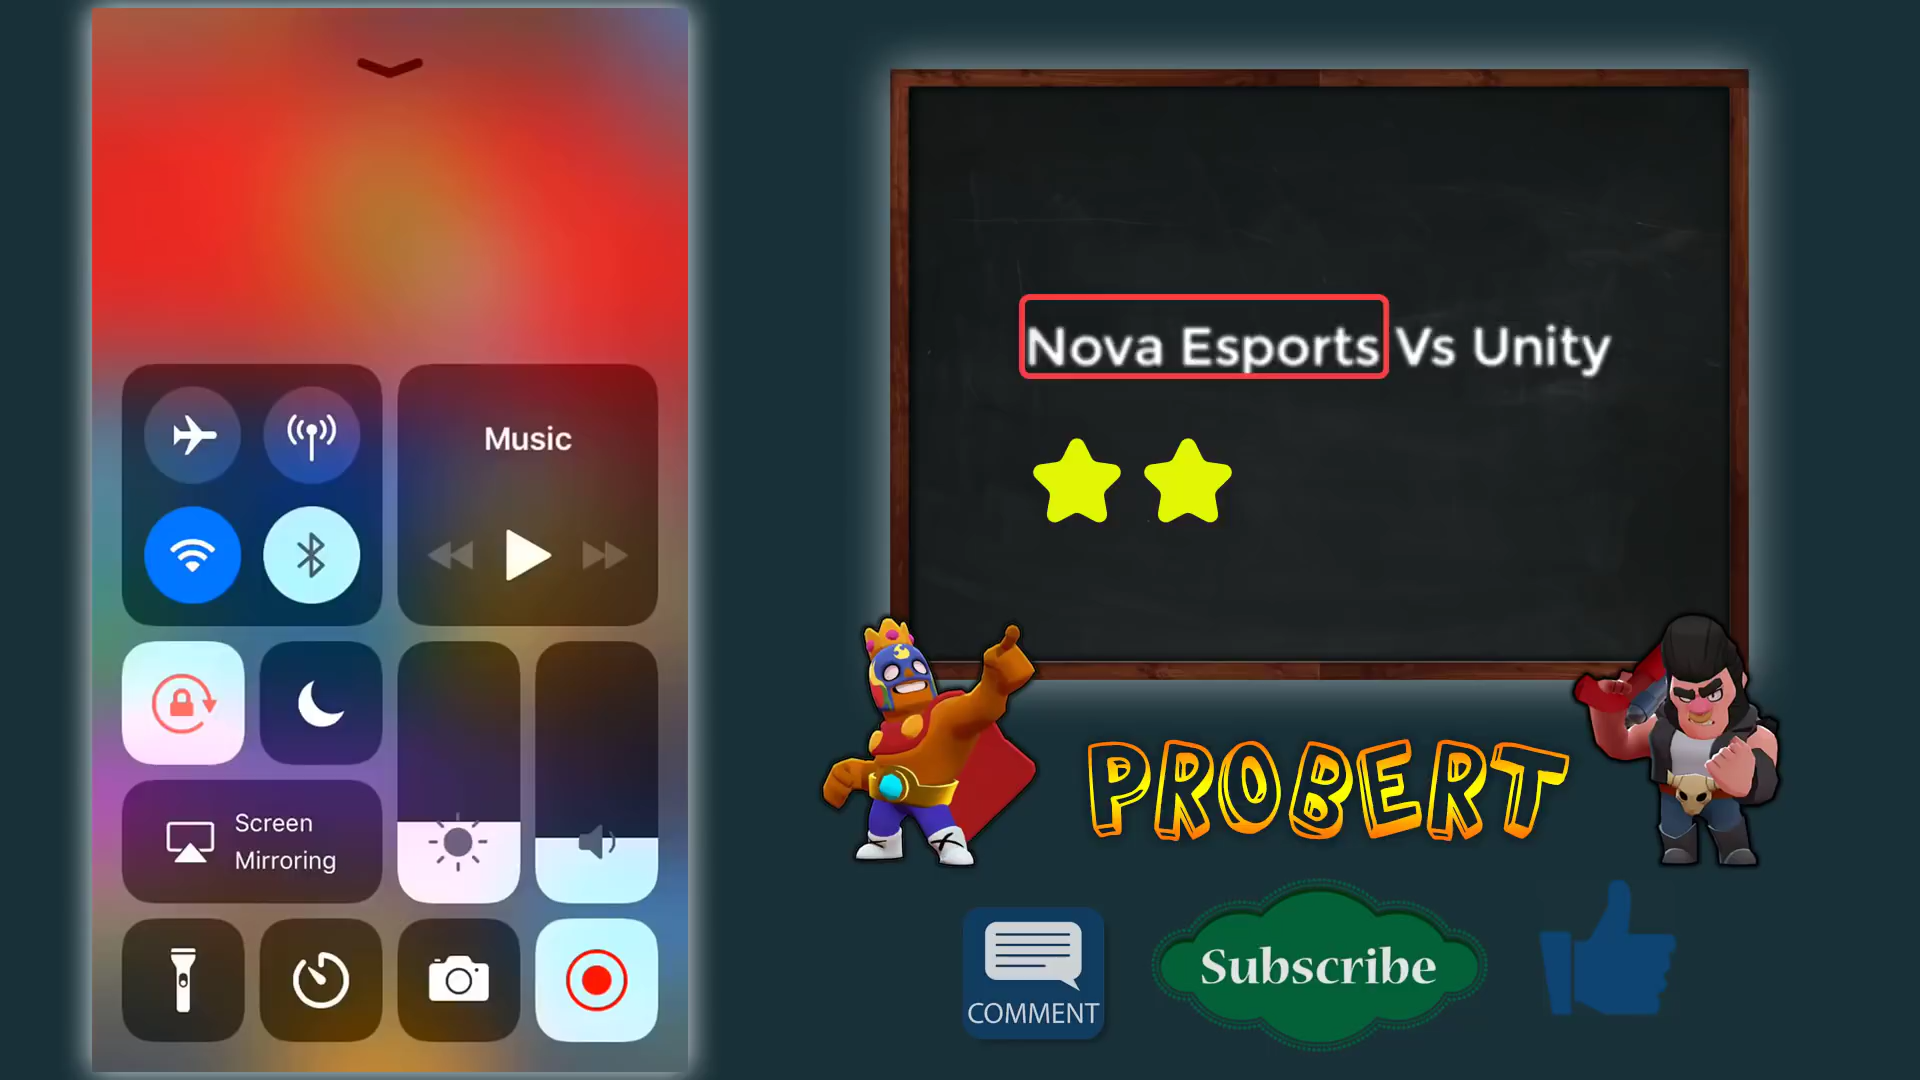 Music
Screen
Mirroring
Nova Esports Vs Unity
PROBERT
COMMENT
Subscribe